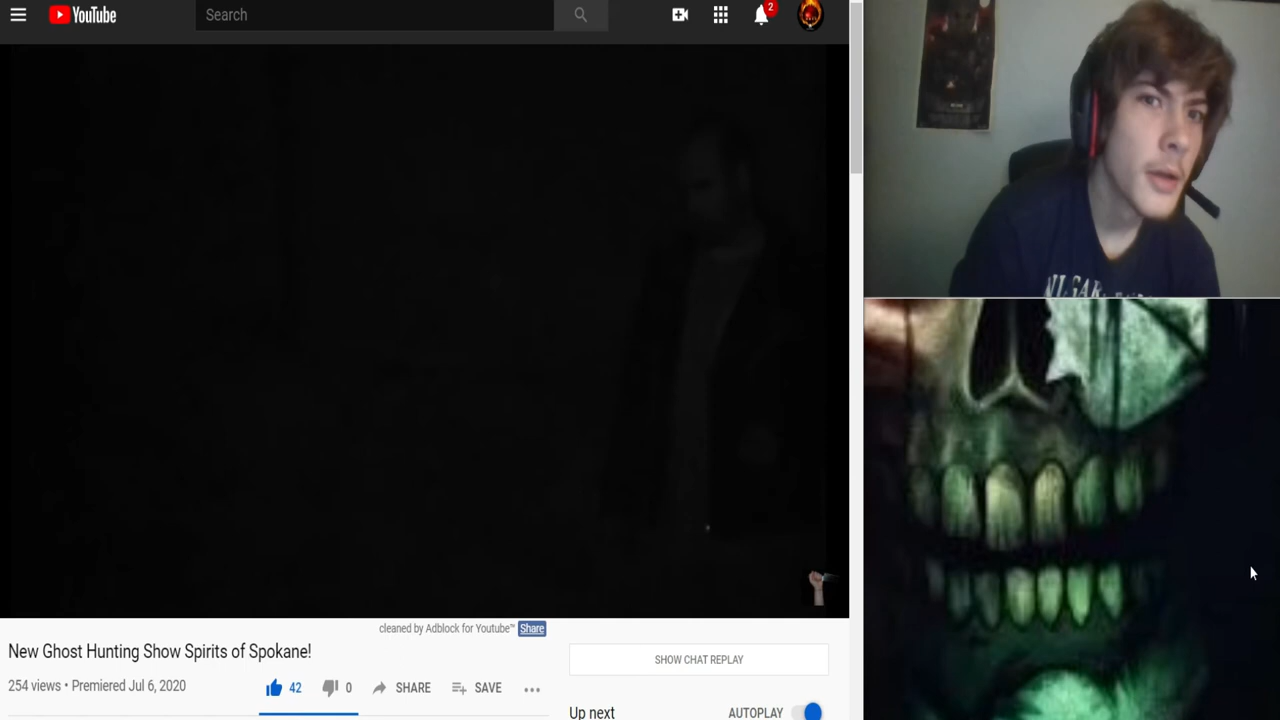 YouTube
Search
2
cleaned by Adblock for Youtube™ Share
New Ghost Hunting Show Spirits of Spokane!
254 views • Premiered Jul 6, 2020
42
0
SHARE
SAVE
SHOW CHAT REPLAY
Up next
AUTOPLAY